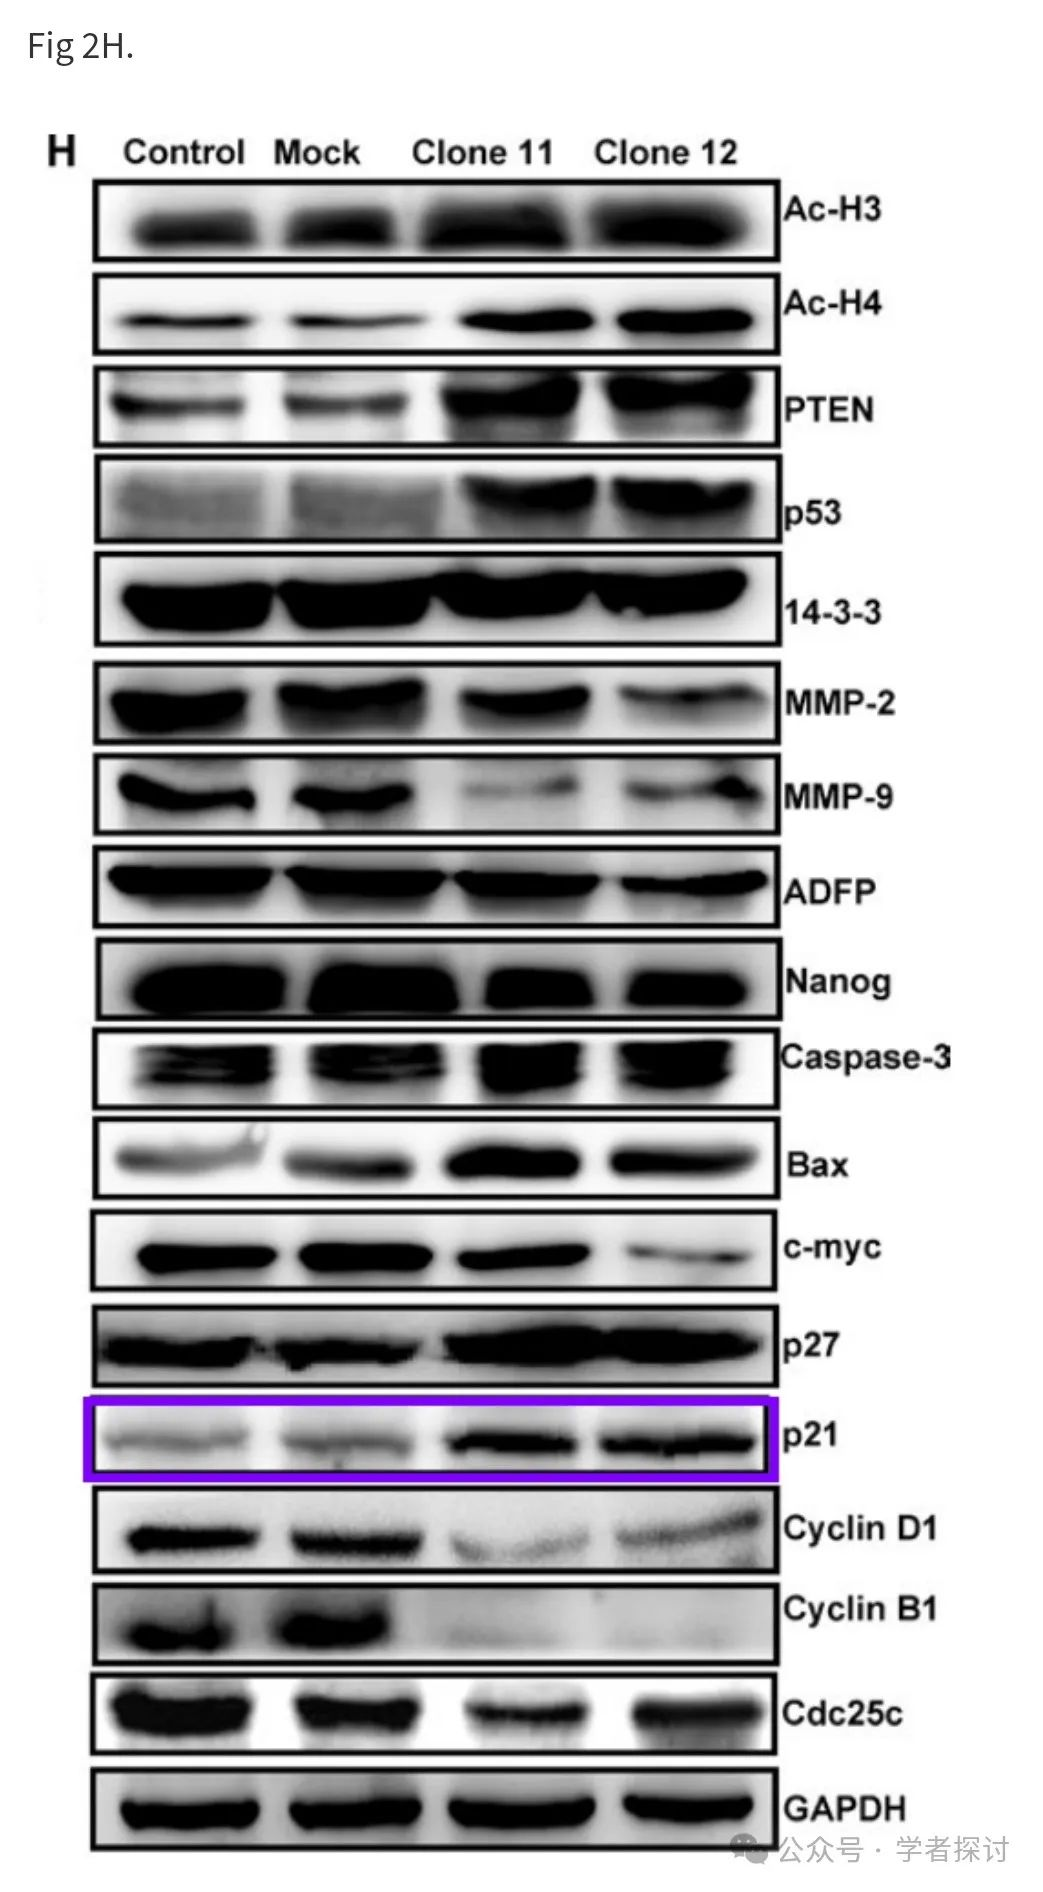 Fig 2H.
H Control Mock Clone 11 Clone 12
Ac-H3
Ac-H4
PTEN
p53
14-3-3
MMP-2
MMP-9
ADFP
Nanog
Caspase-3
Bax
c-myc
p27
p21
Cyclin D1
Cyclin B1
Cdc25c
GAPDH
公众号 · 学者探讨